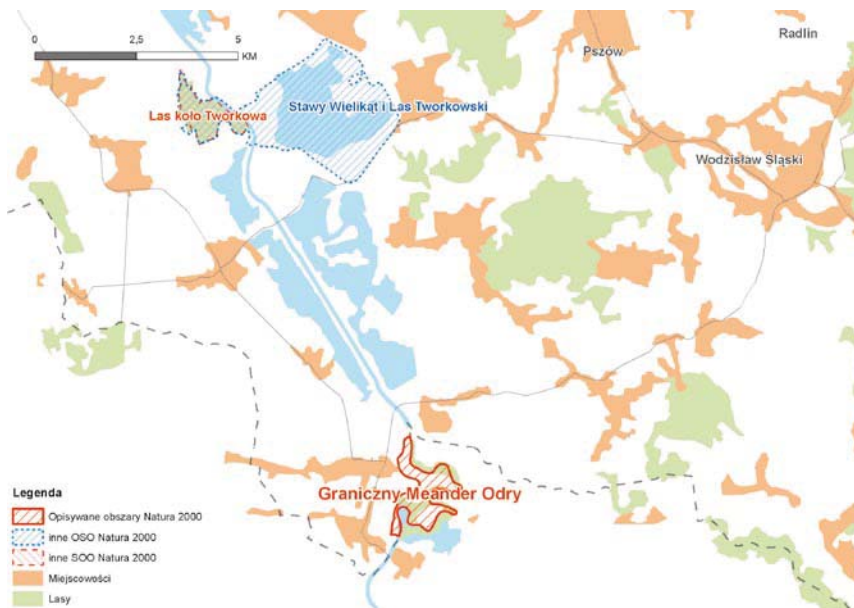 0 2,5 5
KM
Radlin
Pszów
Las koło Tworkowa
Stawy Wielikąt i Las Tworkowski
Wodzisław Śląski
Graniczny Meander Odry
Legenda
Opisywane obszary Natura 2000
inne OSO Natura 2000
inne SOO Natura 2000
Miejscowości
Lasy